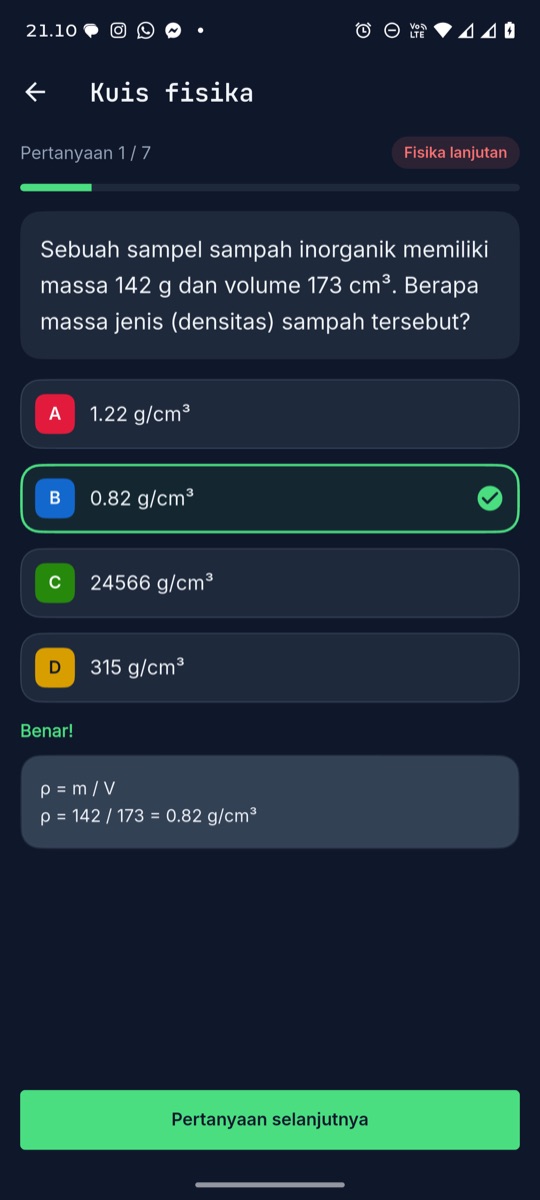 21.10
Vo) LTE
Kuis fisika
Pertanyaan 1 / 7
Fisika lanjutan
Sebuah sampel sampah inorganik memiliki
massa 142 g dan volume 173 cm³. Berapa
massa jenis (densitas) sampah tersebut?
A 1.22 g/cm³
B 0.82 g/cm³
C 24566 g/cm³
D 315 g/cm³
Benar!
ρ = m / V
ρ = 142 / 173 = 0.82 g/cm³
Pertanyaan selanjutnya